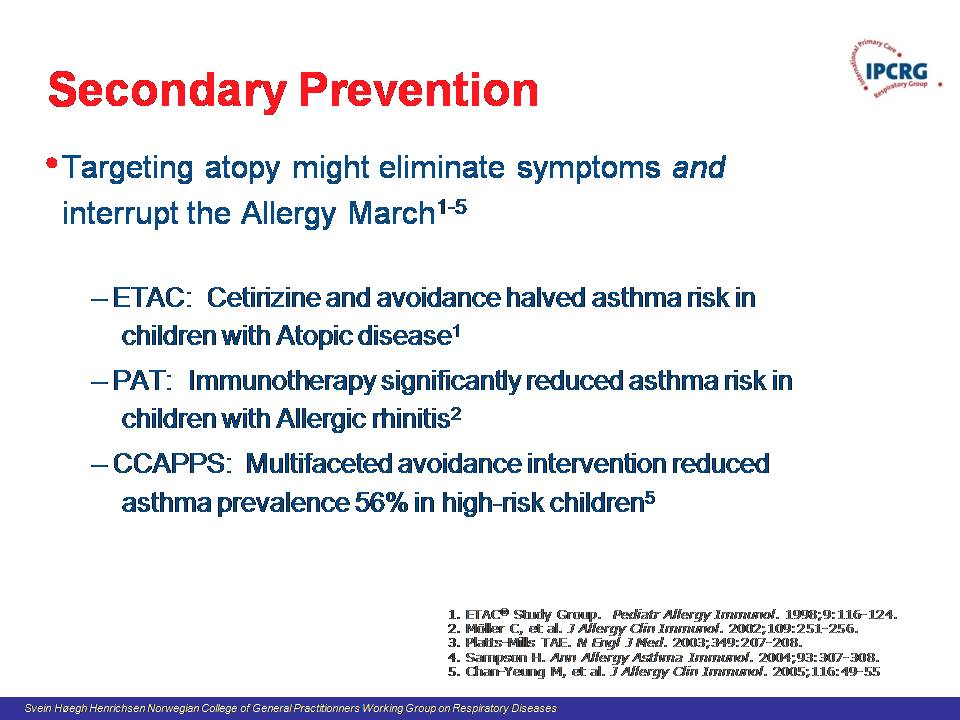 International Primary Care
IPCRG
Respiratory Group
Secondary Prevention
•Targeting atopy might eliminate symptoms and
interrupt the Allergy March1-5
– ETAC: Cetirizine and avoidance halved asthma risk in
children with Atopic disease1
– PAT: Immunotherapy significantly reduced asthma risk in
children with Allergic rhinitis2
– CCAPPS: Multifaceted avoidance intervention reduced
asthma prevalence 56% in high-risk children5
1. ETAC® Study Group. Pediatr Allergy Immunol. 1998;9:116-124.
2. Möller C, et al. J Allergy Clin Immunol. 2002;109:251-256.
3. Platts-Mills TAE. N Engl J Med. 2003;349:207-208.
4. Sampson H. Ann Allergy Asthma Immunol. 2004;93:307-308.
5. Chan-Yeung M, et al. J Allergy Clin Immunol. 2005;116:49-55
Svein Høegh Henrichsen Norwegian College of General Practitionners Working Group on Respiratory Diseases